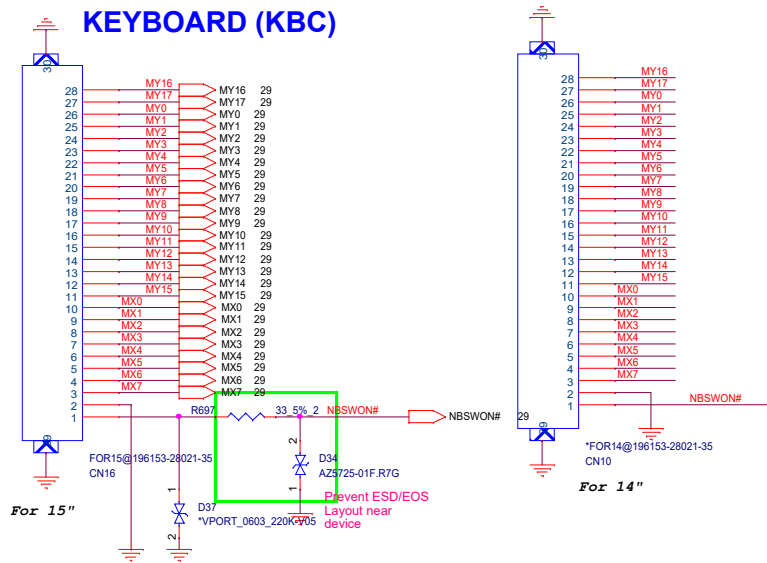 KEYBOARD (KBC)
30
28 MY16 MY16 29
27 MY17 MY17 29
26 MY0 MY0 29
25 MY1 MY1 29
24 MY2 MY2 29
23 MY3 MY3 29
22 MY4 MY4 29
21 MY5 MY5 29
20 MY6 MY6 29
19 MY7 MY7 29
18 MY8 MY8 29
17 MY9 MY9 29
16 MY10 MY10 29
15 MY11 MY11 29
14 MY12 MY12 29
13 MY13 MY13 29
12 MY14 MY14 29
11 MY15 MY15 29
10 MX0 MX0 29
9 MX1 MX1 29
8 MX2 MX2 29
7 MX3 MX3 29
6 MX4 MX4 29
5 MX5 MX5 29
4 MX6 MX6 29
3 MX7 MX7 29
2
1 R697 33_5%_2 NBSWON# NBSWON# 29
29
FOR15@196153-28021-35
CN16
For 15"
2
D34
AZ5725-01F.R7G
1
1
D37
*VPORT_0603_220K-V05
2
Prevent ESD/EOS
Layout near
device
30
28 MY16
27 MY17
26 MY0
25 MY1
24 MY2
23 MY3
22 MY4
21 MY5
20 MY6
19 MY7
18 MY8
17 MY9
16 MY10
15 MY11
14 MY12
13 MY13
12 MY14
11 MY15
10 MX0
9 MX1
8 MX2
7 MX3
6 MX4
5 MX5
4 MX6
3 MX7
2
1 NBSWON#
29
*FOR14@196153-28021-35
CN10
For 14"